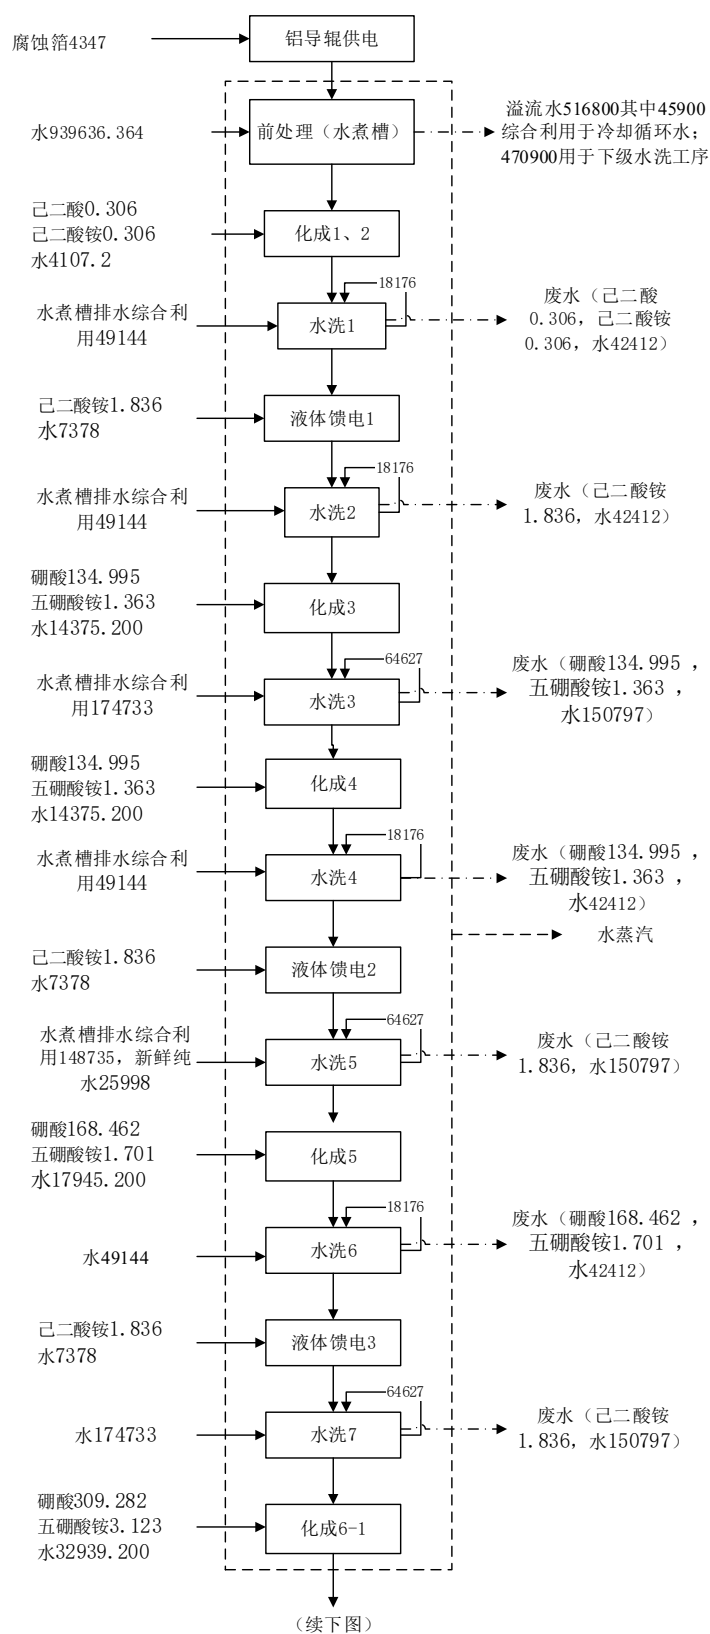 腐蚀箔4347
铝导辊供电
水939636.364
前处理（水煮槽）
溢流水516800其中45900
综合利用于冷却循环水；
470900用于下级水洗工序
己二酸0.306
己二酸铵0.306
水4107.2
化成1、2
18176
水煮槽排水综合利
用49144
水洗1
废水（己二酸
0.306，己二酸铵
0.306，水42412）
己二酸铵1.836
水7378
液体馈电1
18176
水煮槽排水综合利
用49144
水洗2
废水（己二酸铵
1.836，水42412）
硼酸134.995
五硼酸铵1.363
水14375.200
化成3
64627
水煮槽排水综合利
用174733
水洗3
废水（硼酸134.995 ，
五硼酸铵1.363 ，
水150797）
硼酸134.995
五硼酸铵1.363
水14375.200
化成4
18176
水煮槽排水综合利
用49144
水洗4
废水（硼酸134.995 ，
五硼酸铵1.363 ，
水42412）
水蒸汽
己二酸铵1.836
水7378
液体馈电2
64627
水煮槽排水综合利
用148735，新鲜纯
水25998
水洗5
废水（己二酸铵
1.836，水150797）
硼酸168.462
五硼酸铵1.701
水17945.200
化成5
18176
水49144
水洗6
废水（硼酸168.462 ，
五硼酸铵1.701 ，
水42412）
己二酸铵1.836
水7378
液体馈电3
64627
水174733
水洗7
废水（己二酸铵
1.836，水150797）
硼酸309.282
五硼酸铵3.123
水32939.200
化成6-1
（续下图）